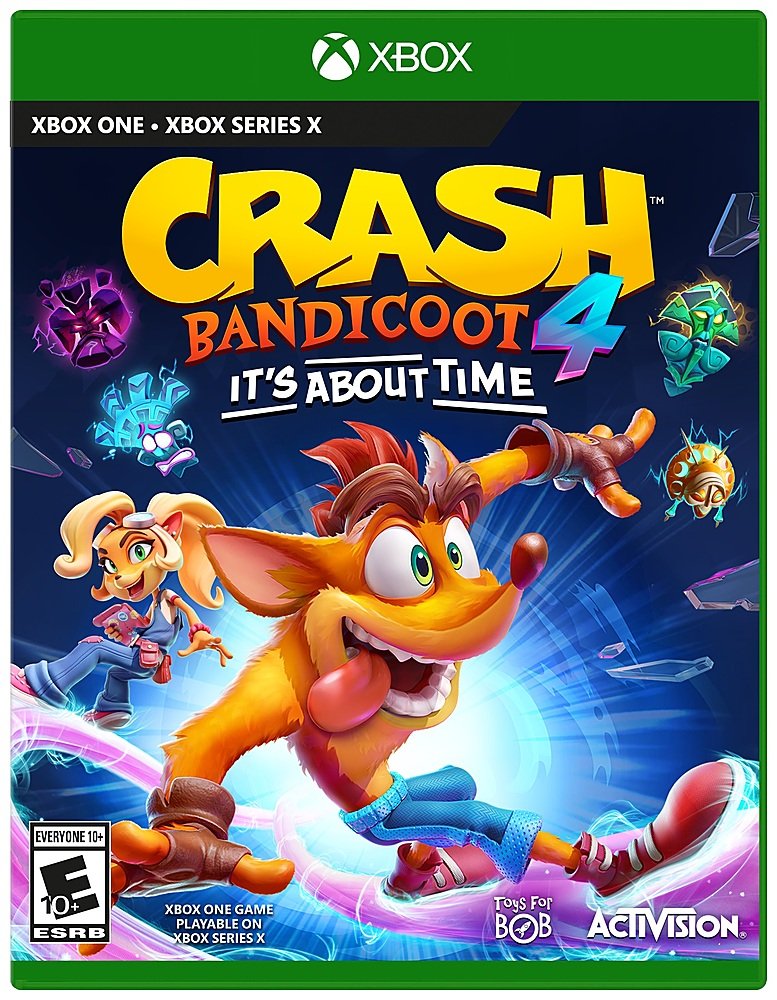 XBOX
XBOX ONE • XBOX SERIES X
CRASH™
BANDICOOT 4
IT'S ABOUT TIME
EVERYONE 10+
E
10+
ESRB
XBOX ONE GAME
PLAYABLE ON
XBOX SERIES X
Toys For
BOB
ACTIVISION®